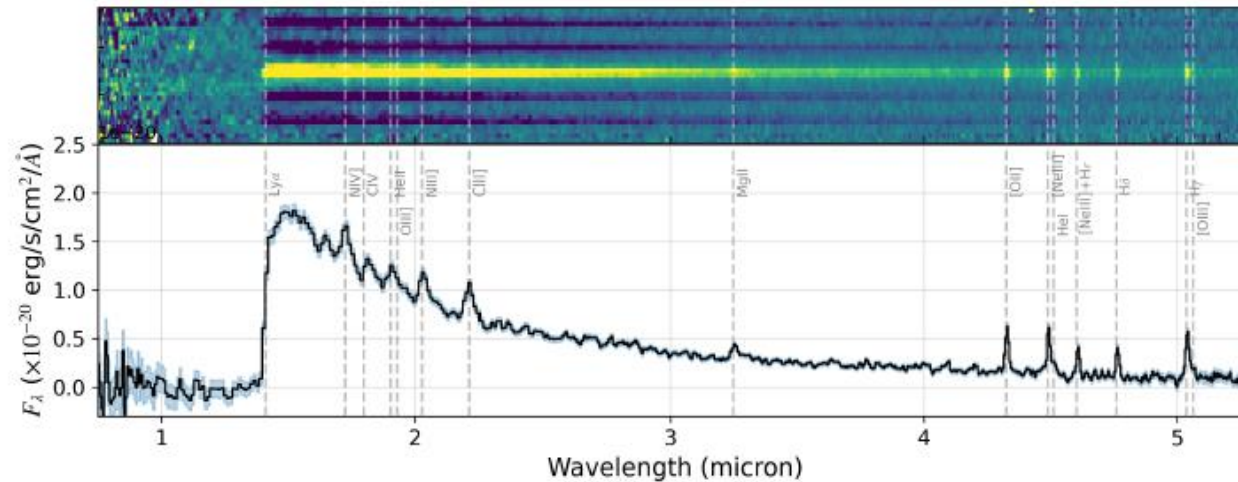 2.5
2.0
1.5
1.0
0.5
0.0
F_λ (×10⁻²⁰ erg/s/cm²/Å)
Lyα
NIV]
CIV
HeII
OIII]
NIII]
CIII]
MgII
[OII]
[NeIII]
HeI
[NeIII]+Hε
Hδ
Hγ
[OIII]
1 2 3 4 5
Wavelength (micron)